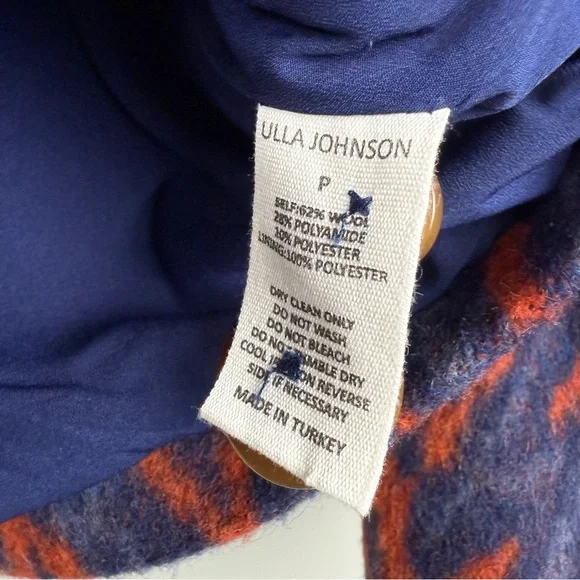 ULLA JOHNSON
P
SELF:62% WOOL
28% POLYAMIDE
10% POLYESTER
LINING:100% POLYESTER
DRY CLEAN ONLY
DO NOT WASH
DO NOT BLEACH
DO NOT TUMBLE DRY
COOL IRON ON REVERSE
SIDE IF NECESSARY
MADE IN TURKEY